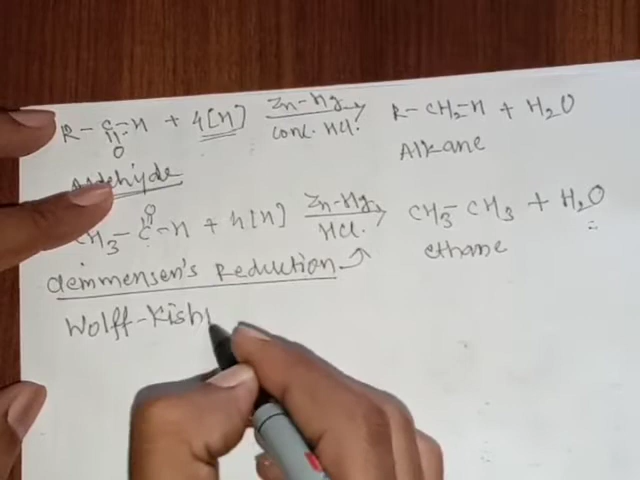 R-C-H + 4[H] Zn-Hg Conc. HCl. R-CH2-H + H2O
O
Aldehyde Alkane
O
CH3-C-H + 4[H] Zn-Hg HCl. CH3-CH3 + H2O
ethane
Clemmensen's Reduction
Wolff-Kish